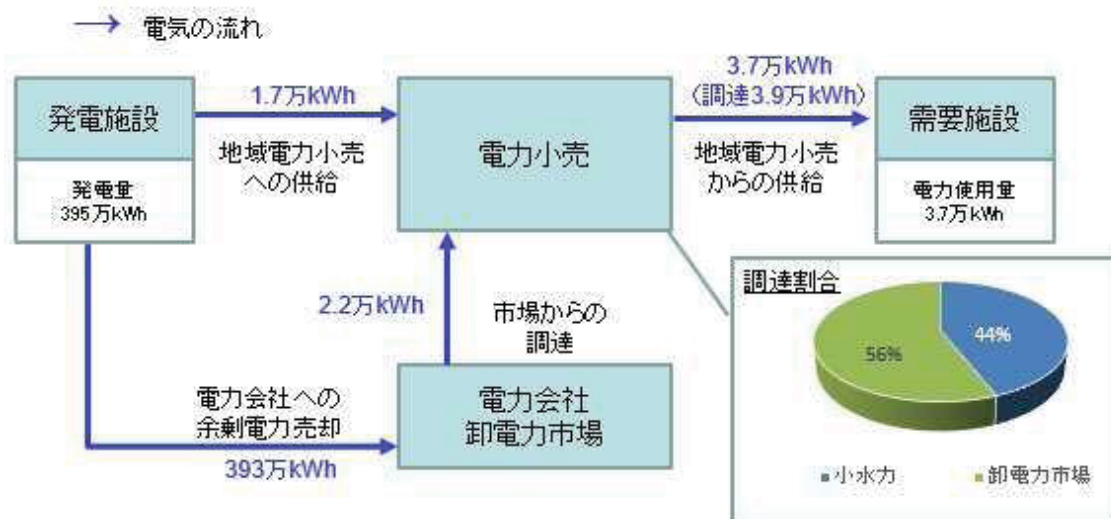 電気の流れ
発電施設
発電量
395万kWh
1.7万kWh
地域電力小売
への供給
電力小売
3.7万kWh
（調達3.9万kWh）
地域電力小売
からの供給
需要施設
電力使用量
3.7万kWh
2.2万kWh
市場からの
調達
電力会社への
余剰電力売却
393万kWh
電力会社
卸電力市場
調達割合
44%
56%
小水力
卸電力市場